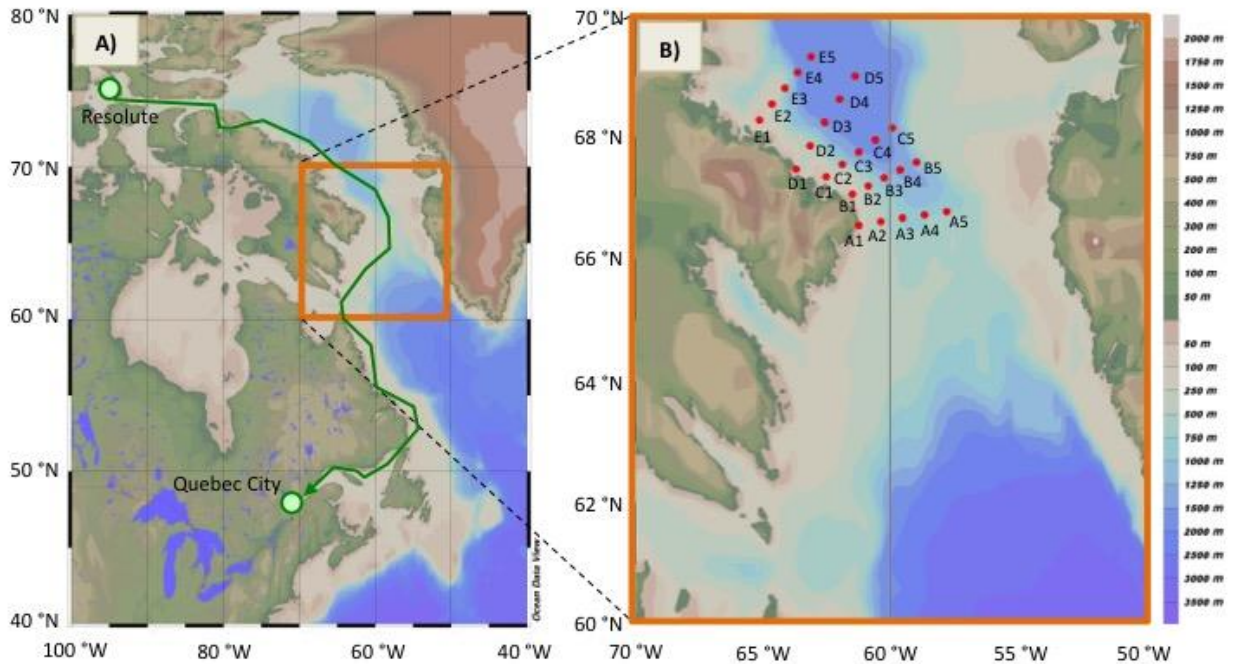 A)
80 °N
70 °N
60 °N
50 °N
40 °N
100 °W
80 °W
60 °W
40 °W
Resolute
Quebec City
Ocean Data View
B)
70 °N
68 °N
66 °N
64 °N
62 °N
60 °N
70 °W
65 °W
60 °W
55 °W
50 °W
E5
E4
D5
E3
D4
E2
E1
D3
C5
D2
C4
C3
B5
D1
C2
B4
C1
B3
B2
B1
A1
A2
A3
A4
A5
2000 m
1750 m
1500 m
1250 m
1000 m
750 m
500 m
400 m
300 m
200 m
100 m
50 m
50 m
100 m
250 m
500 m
750 m
1000 m
1250 m
1500 m
2000 m
2500 m
3000 m
3500 m